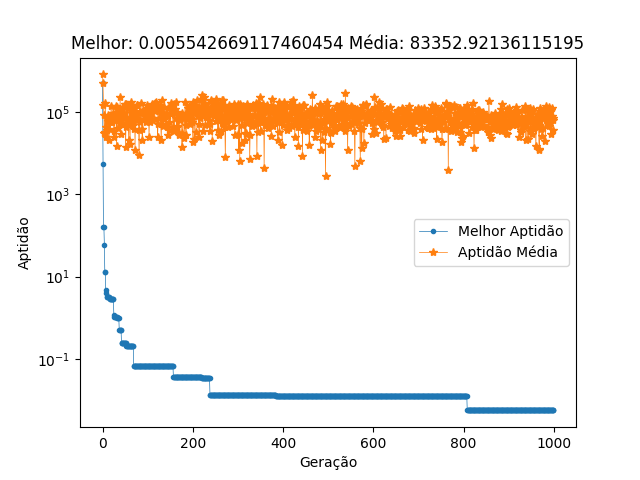 Melhor: 0.005542669117460454 Média: 83352.92136115195
Aptidão
10^5
10^3
10^1
10^-1
Melhor Aptidão
Aptidão Média
0 200 400 600 800 1000
Geração